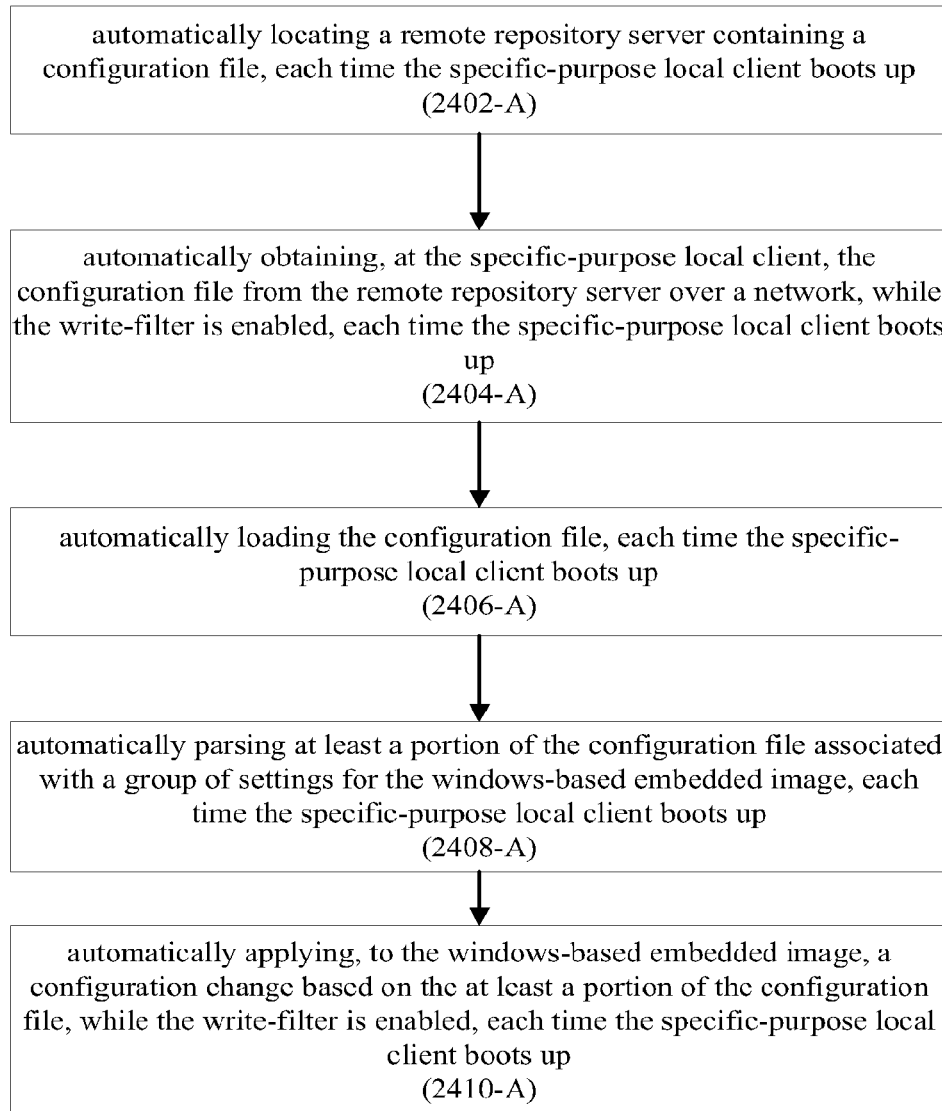 automatically locating a remote repository server containing a
configuration file, each time the specific-purpose local client boots up
(2402-A)
automatically obtaining, at the specific-purpose local client, the
configuration file from the remote repository server over a network, while
the write-filter is enabled, each time the specific-purpose local client boots
up
(2404-A)
automatically loading the configuration file, each time the specific-
purpose local client boots up
(2406-A)
automatically parsing at least a portion of the configuration file associated
with a group of settings for the windows-based embedded image, each
time the specific-purpose local client boots up
(2408-A)
automatically applying, to the windows-based embedded image, a
configuration change based on the at least a portion of the configuration
file, while the write-filter is enabled, each time the specific-purpose local
client boots up
(2410-A)